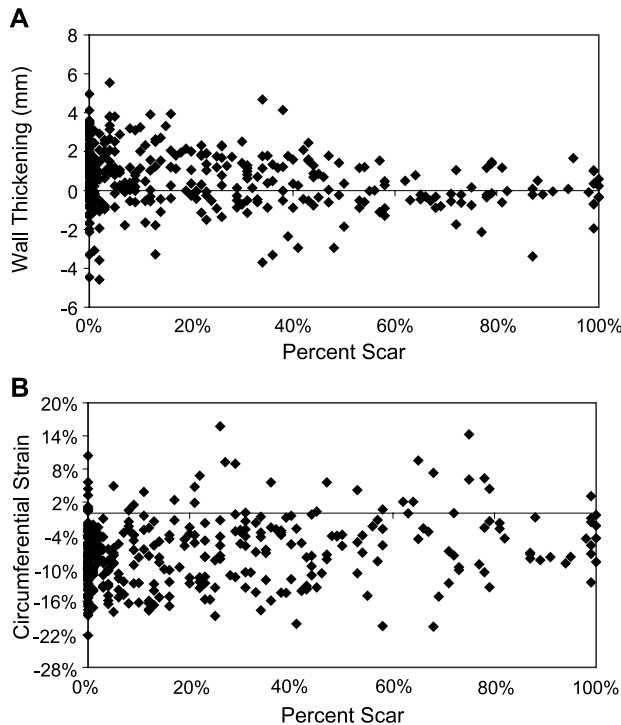 A
Wall Thickening (mm)
8
6
4
2
0
-2
-4
-6
0% 20% 40% 60% 80% 100%
Percent Scar
B
Circumferential Strain
20%
14%
8%
2%
-4%
-10%
-16%
-22%
-28%
0% 20% 40% 60% 80% 100%
Percent Scar